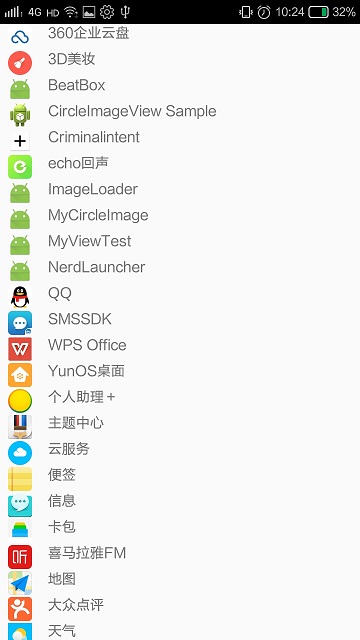 4G HD 10:24 32%
360企业云盘
3D美妆
BeatBox
CircleImageView Sample
Criminalintent
echo回声
ImageLoader
MyCircleImage
MyViewTest
NerdLauncher
QQ
SMSSDK
WPS Office
YunOS桌面
个人助理+
主题中心
云服务
便签
信息
卡包
听 喜马拉雅FM
地图
大众点评
天气